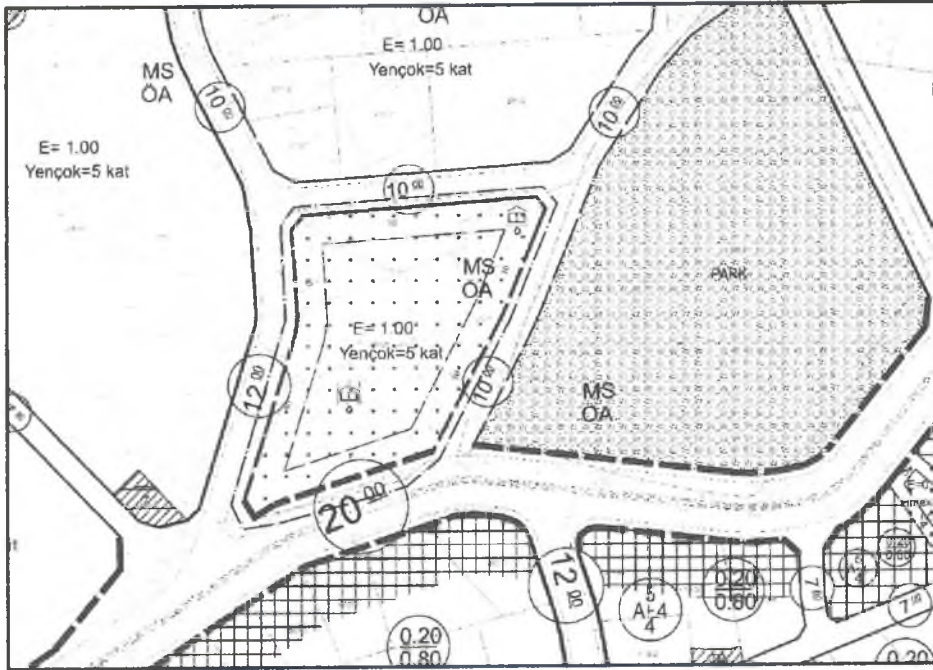 ÖA
E= 1.00
Yençok=5 kat
MS
ÖA
10.00
10.00
E= 1.00
Yençok=5 kat
10.00
MS
ÖA
PARK
E= 1.00
Yençok=5 kat
12.00
10.00
MS
ÖA
20.00
12.00
5
A-4
4
0.20
0.60
7.00
7.00
0.20
0.80
0.20